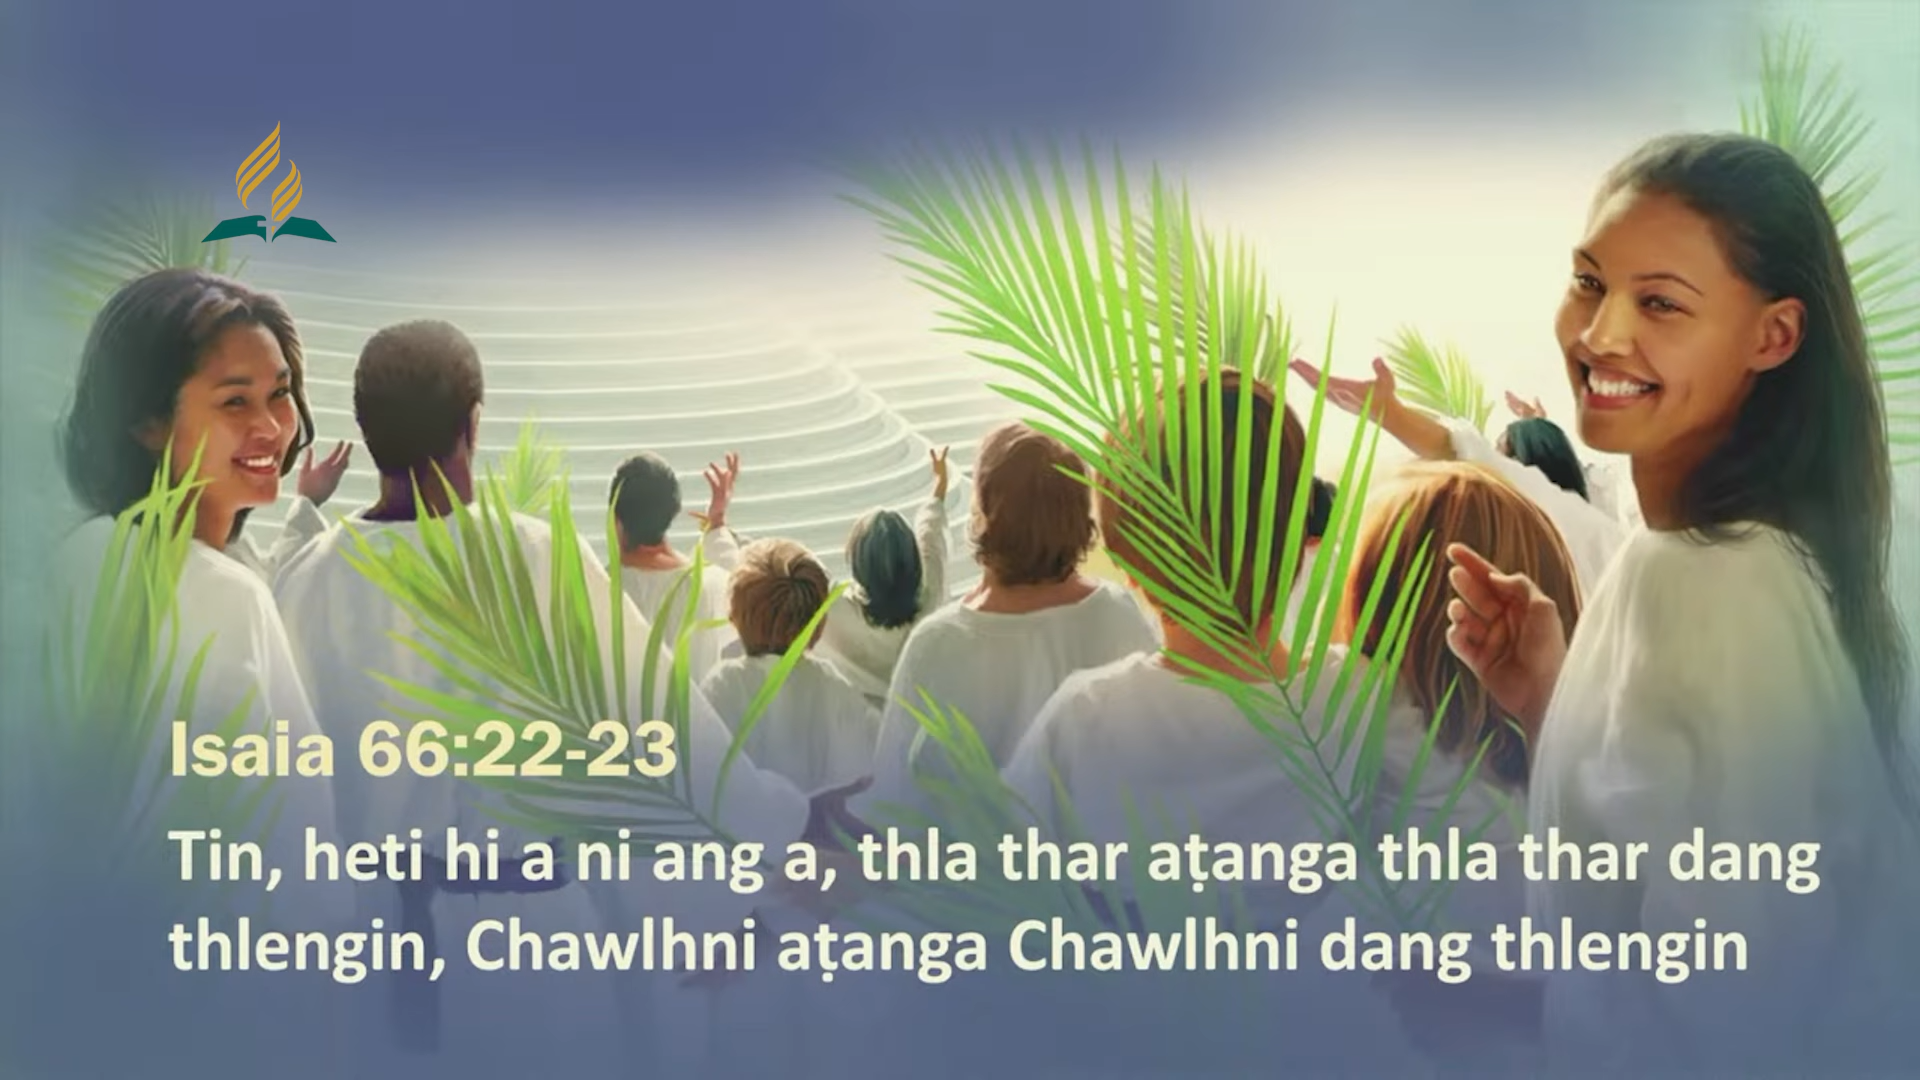 Isaia 66:22-23
Tin, heti hi a ni ang a, thla thar aṭanga thla thar dang
thlengin, Chawlhni aṭanga Chawlhni dang thlengin